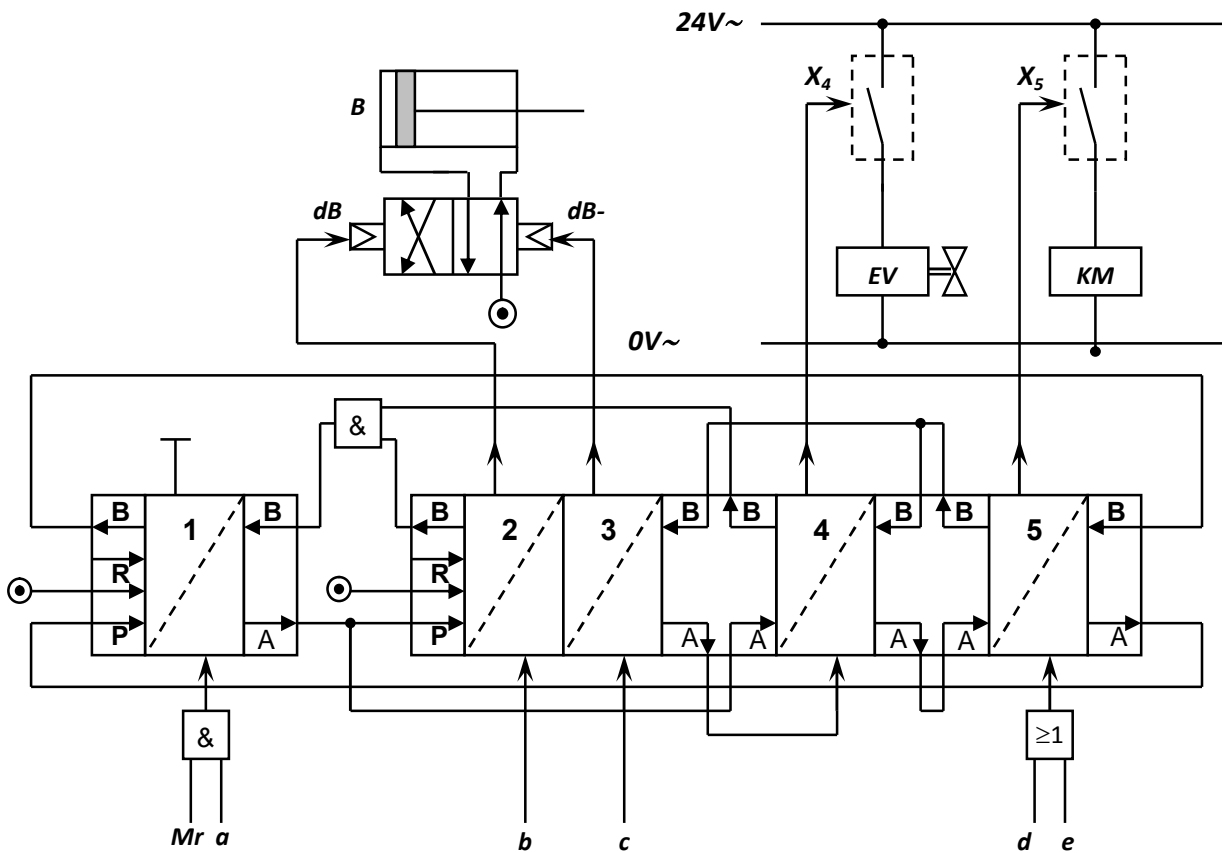 24V~
X4 X5
B
dB dB-
EV KM
0V~
&
B 1 B B 2 3 B B 4 B B 5 B
R R
P A P A A A A A
& ≥1
Mr a b c d e